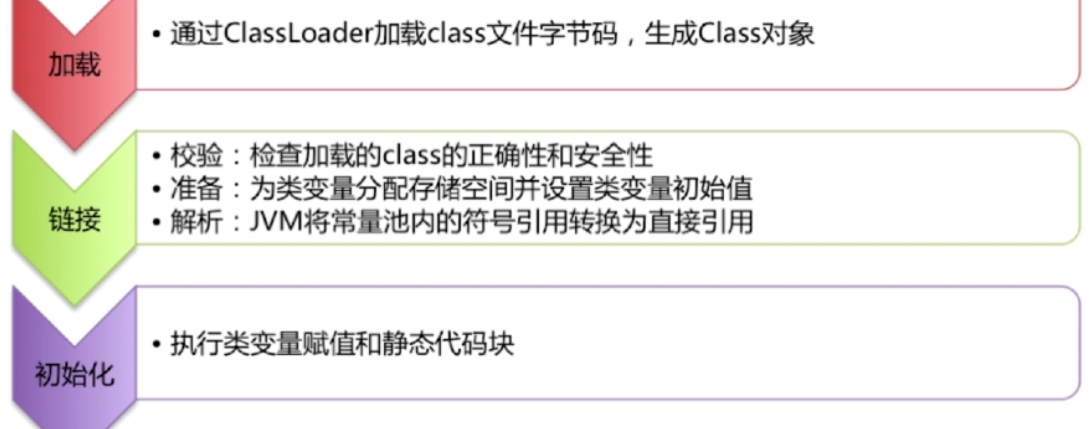 加载
• 通过ClassLoader加载class文件字节码，生成Class对象
链接
• 校验：检查加载的class的正确性和安全性
• 准备：为类变量分配存储空间并设置类变量初始值
• 解析：JVM将常量池内的符号引用转换为直接引用
初始化
• 执行类变量赋值和静态代码块